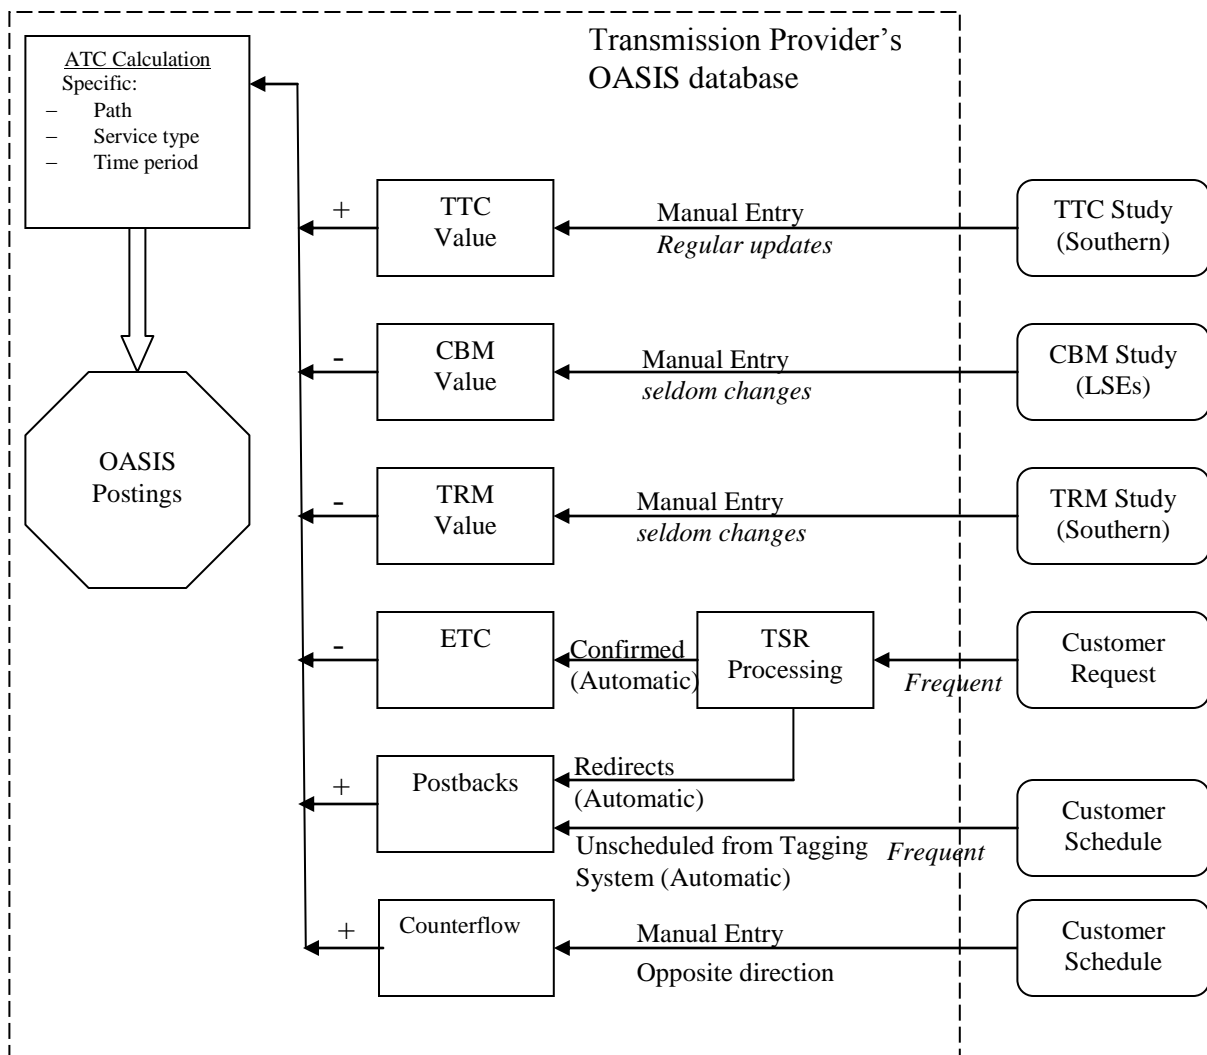 Transmission Provider's
OASIS database
ATC Calculation
Specific:
– Path
– Service type
– Time period
OASIS
Postings
+
TTC
Value
Manual Entry
Regular updates
TTC Study
(Southern)
-
CBM
Value
Manual Entry
seldom changes
CBM Study
(LSEs)
-
TRM
Value
Manual Entry
seldom changes
TRM Study
(Southern)
-
ETC
Confirmed
(Automatic)
TSR
Processing
Frequent
Customer
Request
+
Postbacks
Redirects
(Automatic)
Unscheduled from Tagging
System (Automatic)
Frequent
Customer
Schedule
+
Counterflow
Manual Entry
Opposite direction
Customer
Schedule